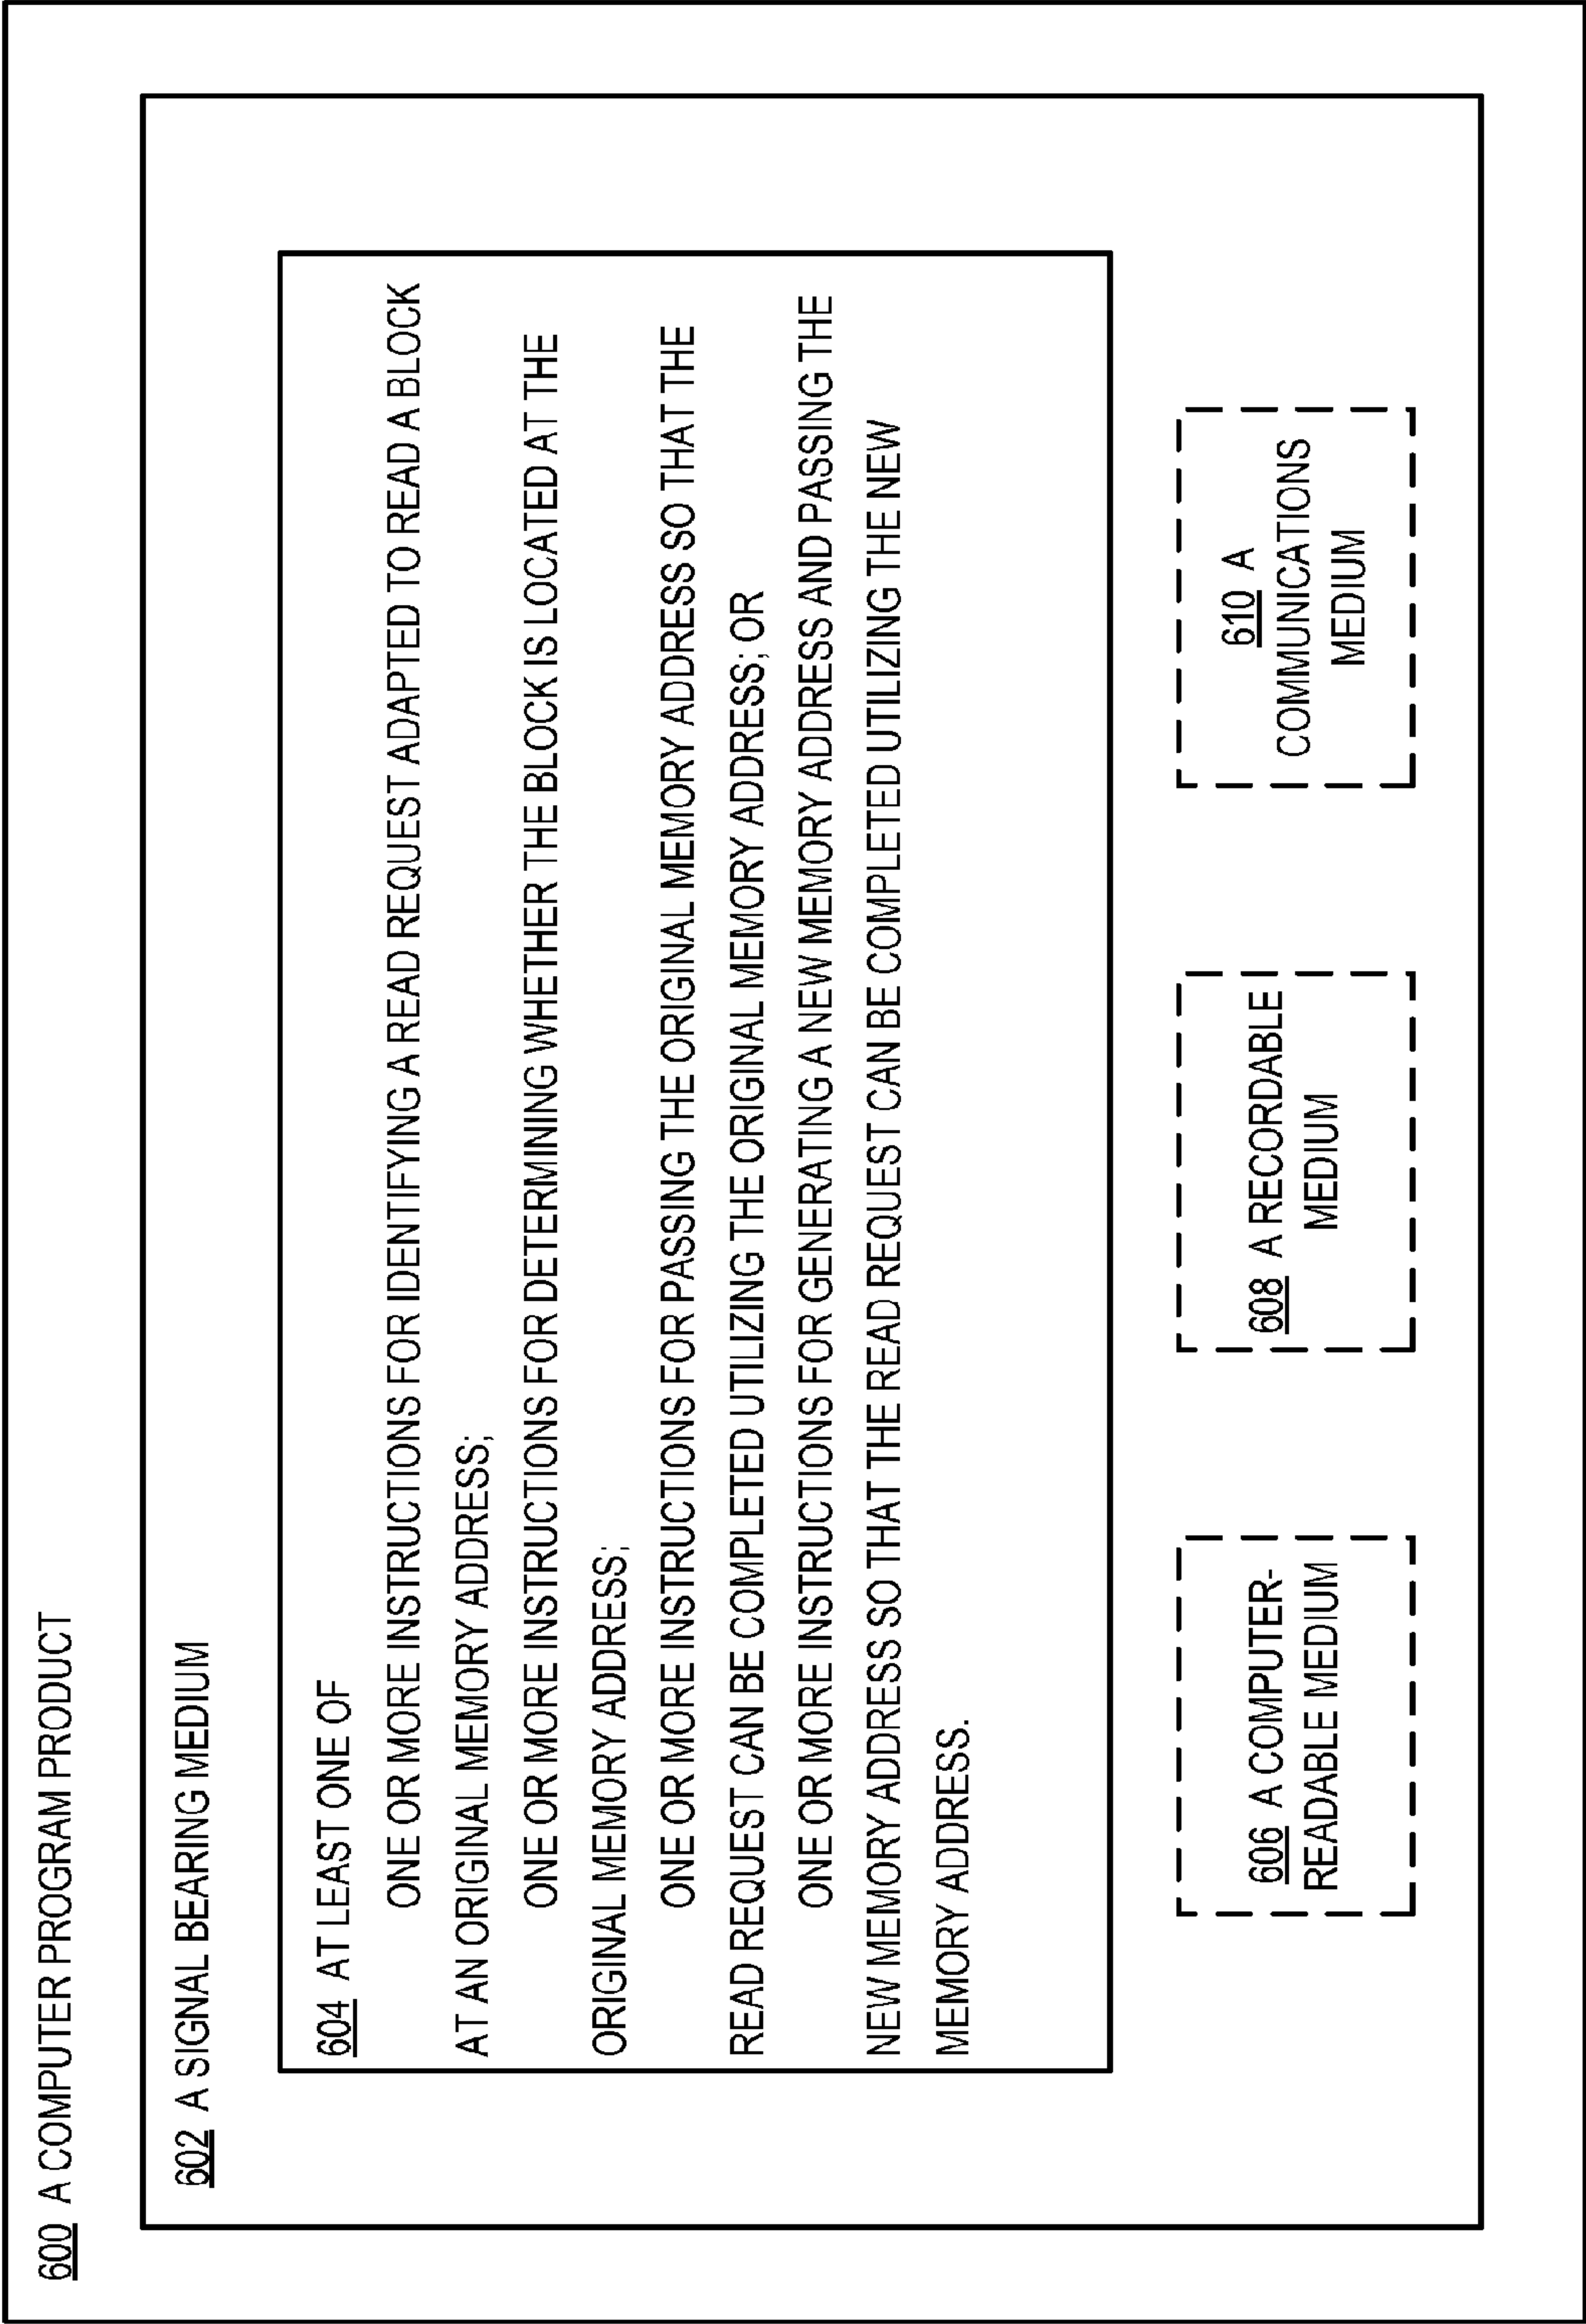 600 A COMPUTER PROGRAM PRODUCT
602 A SIGNAL BEARING MEDIUM
604 AT LEAST ONE OF
ONE OR MORE INSTRUCTIONS FOR IDENTIFYING A READ REQUEST ADAPTED TO READ A BLOCK
AT AN ORIGINAL MEMORY ADDRESS;
ONE OR MORE INSTRUCTIONS FOR DETERMINING WHETHER THE BLOCK IS LOCATED AT THE
ORIGINAL MEMORY ADDRESS;
ONE OR MORE INSTRUCTIONS FOR PASSING THE ORIGINAL MEMORY ADDRESS SO THAT THE
READ REQUEST CAN BE COMPLETED UTILIZING THE ORIGINAL MEMORY ADDRESS; OR
ONE OR MORE INSTRUCTIONS FOR GENERATING A NEW MEMORY ADDRESS AND PASSING THE
NEW MEMORY ADDRESS SO THAT THE READ REQUEST CAN BE COMPLETED UTILIZING THE NEW
MEMORY ADDRESS.
606 A COMPUTER-
READABLE MEDIUM
608 A RECORDABLE
MEDIUM
610 A
COMMUNICATIONS
MEDIUM